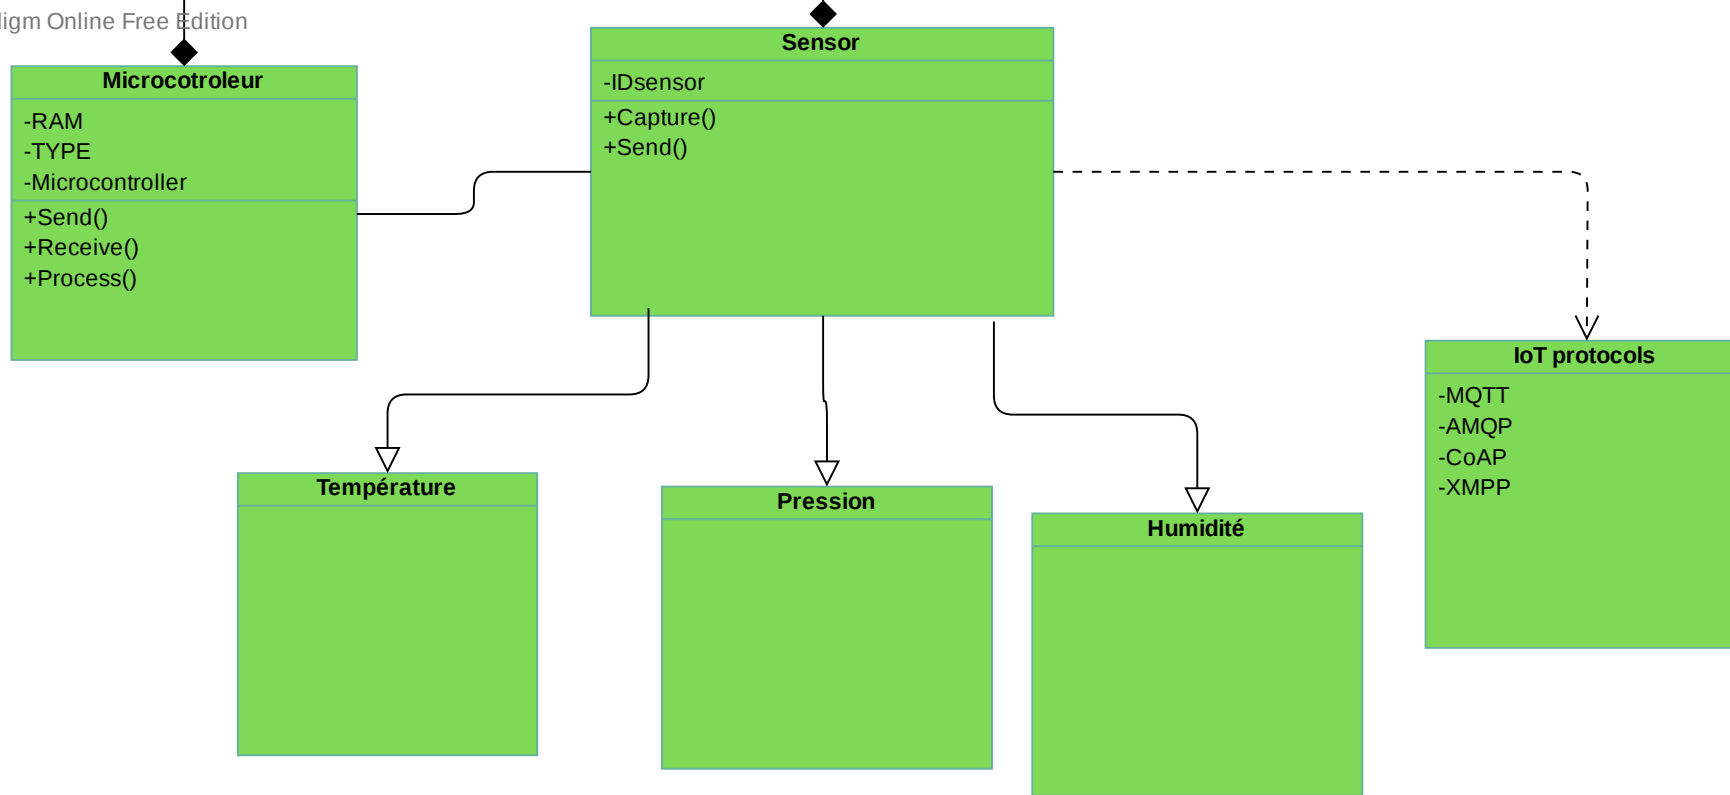 Online Free Edition
Microcotroleur
-RAM
-TYPE
-Microcontroller
+Send()
+Receive()
+Process()
Sensor
-IDsensor
+Capture()
+Send()
IoT protocols
-MQTT
-AMQP
-CoAP
-XMPP
Température
Pression
Humidité